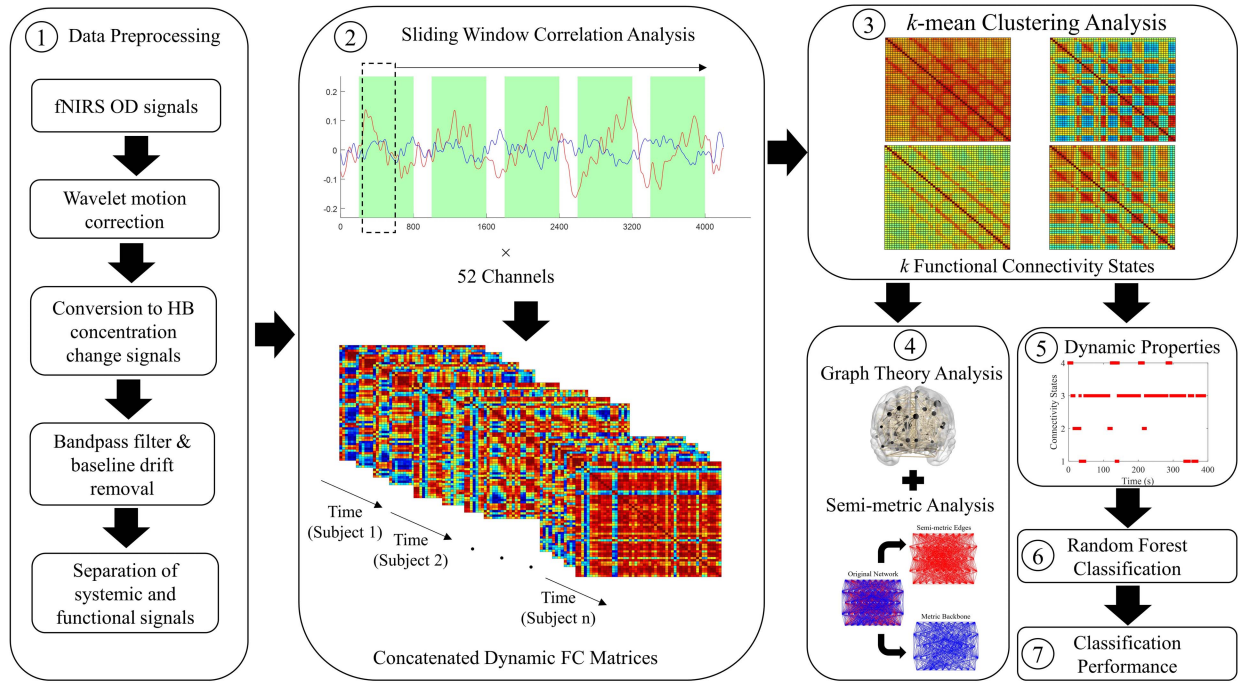 1 Data Preprocessing
fNIRS OD signals
Wavelet motion
correction
Conversion to HB
concentration
change signals
Bandpass filter &
baseline drift
removal
Separation of
systemic and
functional signals
2 Sliding Window Correlation Analysis
0.2
0.1
0
-0.1
-0.2
0 800 1600 2400 3200 4000
×
52 Channels
Time
(Subject 1)
Time
(Subject 2)
Time
(Subject n)
Concatenated Dynamic FC Matrices
3 k-mean Clustering Analysis
k Functional Connectivity States
4
Graph Theory Analysis
Semi-metric Analysis
Semi-metric Edges
Original Network
Metric Backbone
5 Dynamic Properties
Connectivity States
4
3
2
1
0 100 200 300 400
Time (s)
6 Random Forest
Classification
7 Classification
Performance